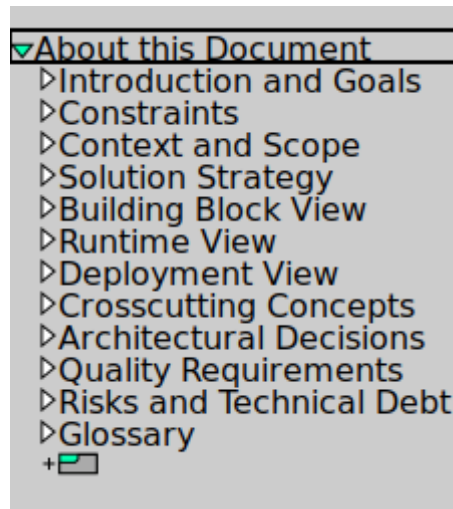 About this Document
Introduction and Goals
Constraints
Context and Scope
Solution Strategy
Building Block View
Runtime View
Deployment View
Crosscutting Concepts
Architectural Decisions
Quality Requirements
Risks and Technical Debt
Glossary
+